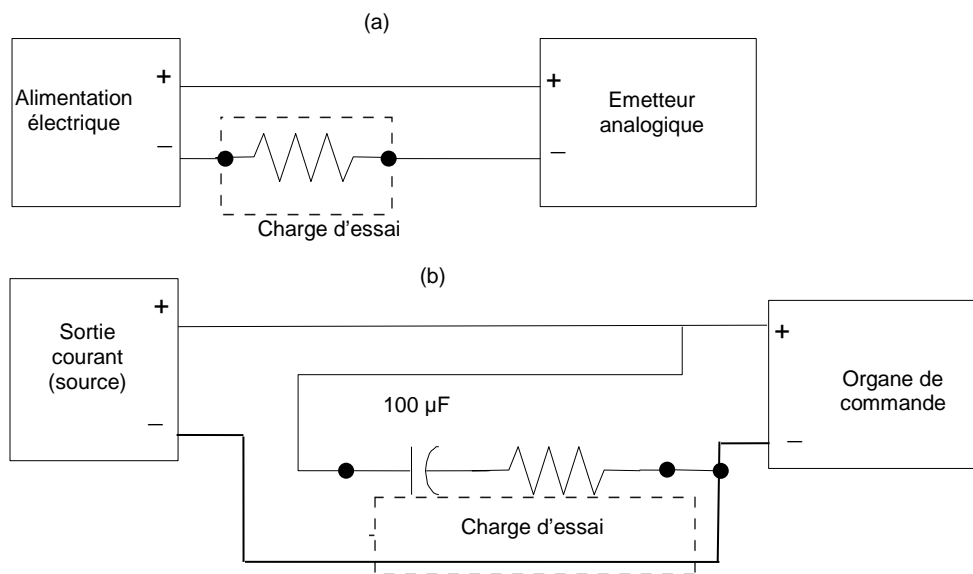 (a)
+
+
Alimentation
électrique
Emetteur
analogique
–
–
Charge d'essai
(b)
+
+
Sortie
courant
(source)
Organe de
commande
100 µF
–
–
Charge d'essai